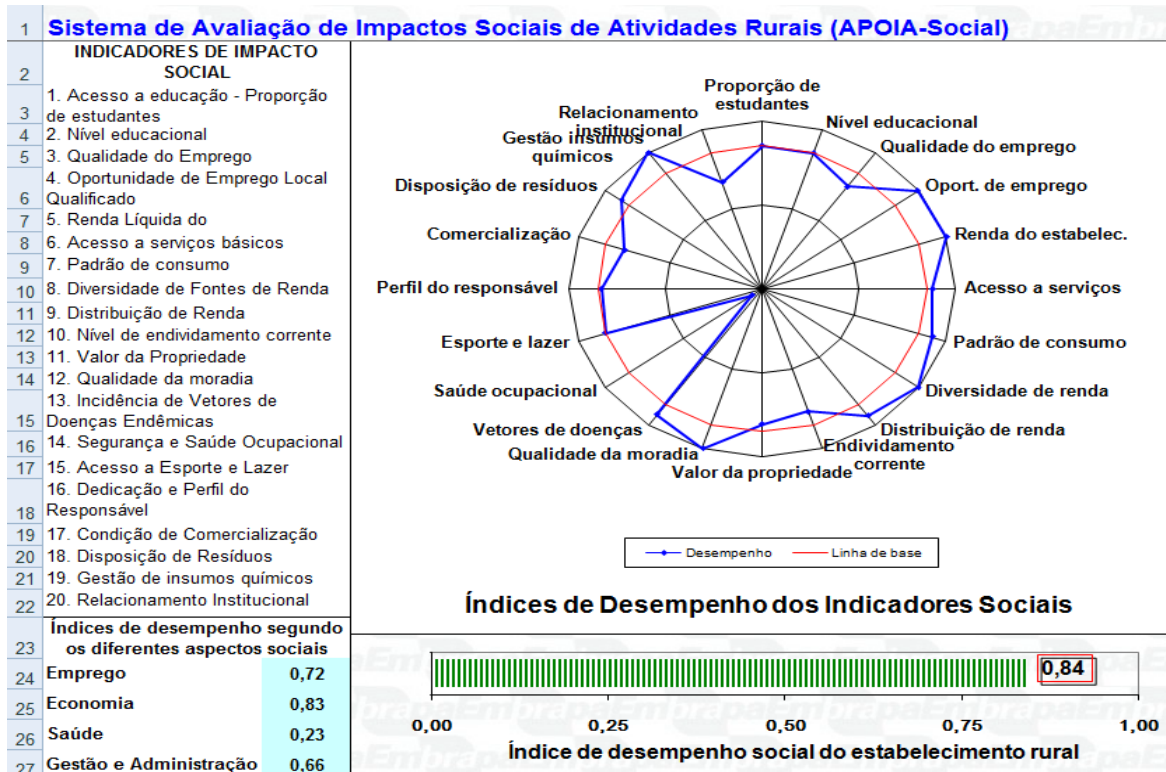 1 Sistema de Avaliação de Impactos Sociais de Atividades Rurais (APOIA-Social)
2 INDICADORES DE IMPACTO
SOCIAL
3 1. Acesso a educação - Proporção
de estudantes
4 2. Nível educacional
5 3. Qualidade do Emprego
6 4. Oportunidade de Emprego Local
Qualificado
7 5. Renda Líquida do
8 6. Acesso a serviços básicos
9 7. Padrão de consumo
10 8. Diversidade de Fontes de Renda
11 9. Distribuição de Renda
12 10. Nível de endividamento corrente
13 11. Valor da Propriedade
14 12. Qualidade da moradia
15 13. Incidência de Vetores de
Doenças Endêmicas
16 14. Segurança e Saúde Ocupacional
17 15. Acesso a Esporte e Lazer
18 16. Dedicação e Perfil do
Responsável
19 17. Condição de Comercialização
20 18. Disposição de Resíduos
21 19. Gestão de insumos químicos
22 20. Relacionamento Institucional
23 Índices de desempenho segundo
os diferentes aspectos sociais
24 Emprego 0,72
25 Economia 0,83
26 Saúde 0,23
27 Gestão e Administração 0,66
Proporção de
estudantes
Nível educacional
Qualidade do emprego
Oport. de emprego
Renda do estabelec.
Acesso a serviços
Padrão de consumo
Diversidade de renda
Distribuição de renda
Endividamento
corrente
Valor da propriedade
Qualidade da moradia
Vetores de doenças
Saúde ocupacional
Esporte e lazer
Perfil do responsável
Comercialização
Disposição de resíduos
Gestão insumos
químicos
Relacionamento
institucional
Desempenho Linha de base
Índices de Desempenho dos Indicadores Sociais
0,84
0,00 0,25 0,50 0,75 1,00
Índice de desempenho social do estabelecimento rural